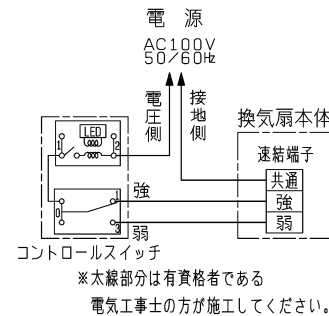 電源
AC100V
50/60Hz
電圧側
接地側
換気扇本体
速結端子
共通
強
弱
LED
1
2
強
1
0
3
弱
コントロールスイッチ
※太線部分は有資格者である
電気工事士の方が施工してください。